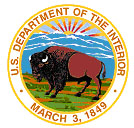 U.S. DEPARTMENT OF THE INTERIOR
MARCH 3, 1849